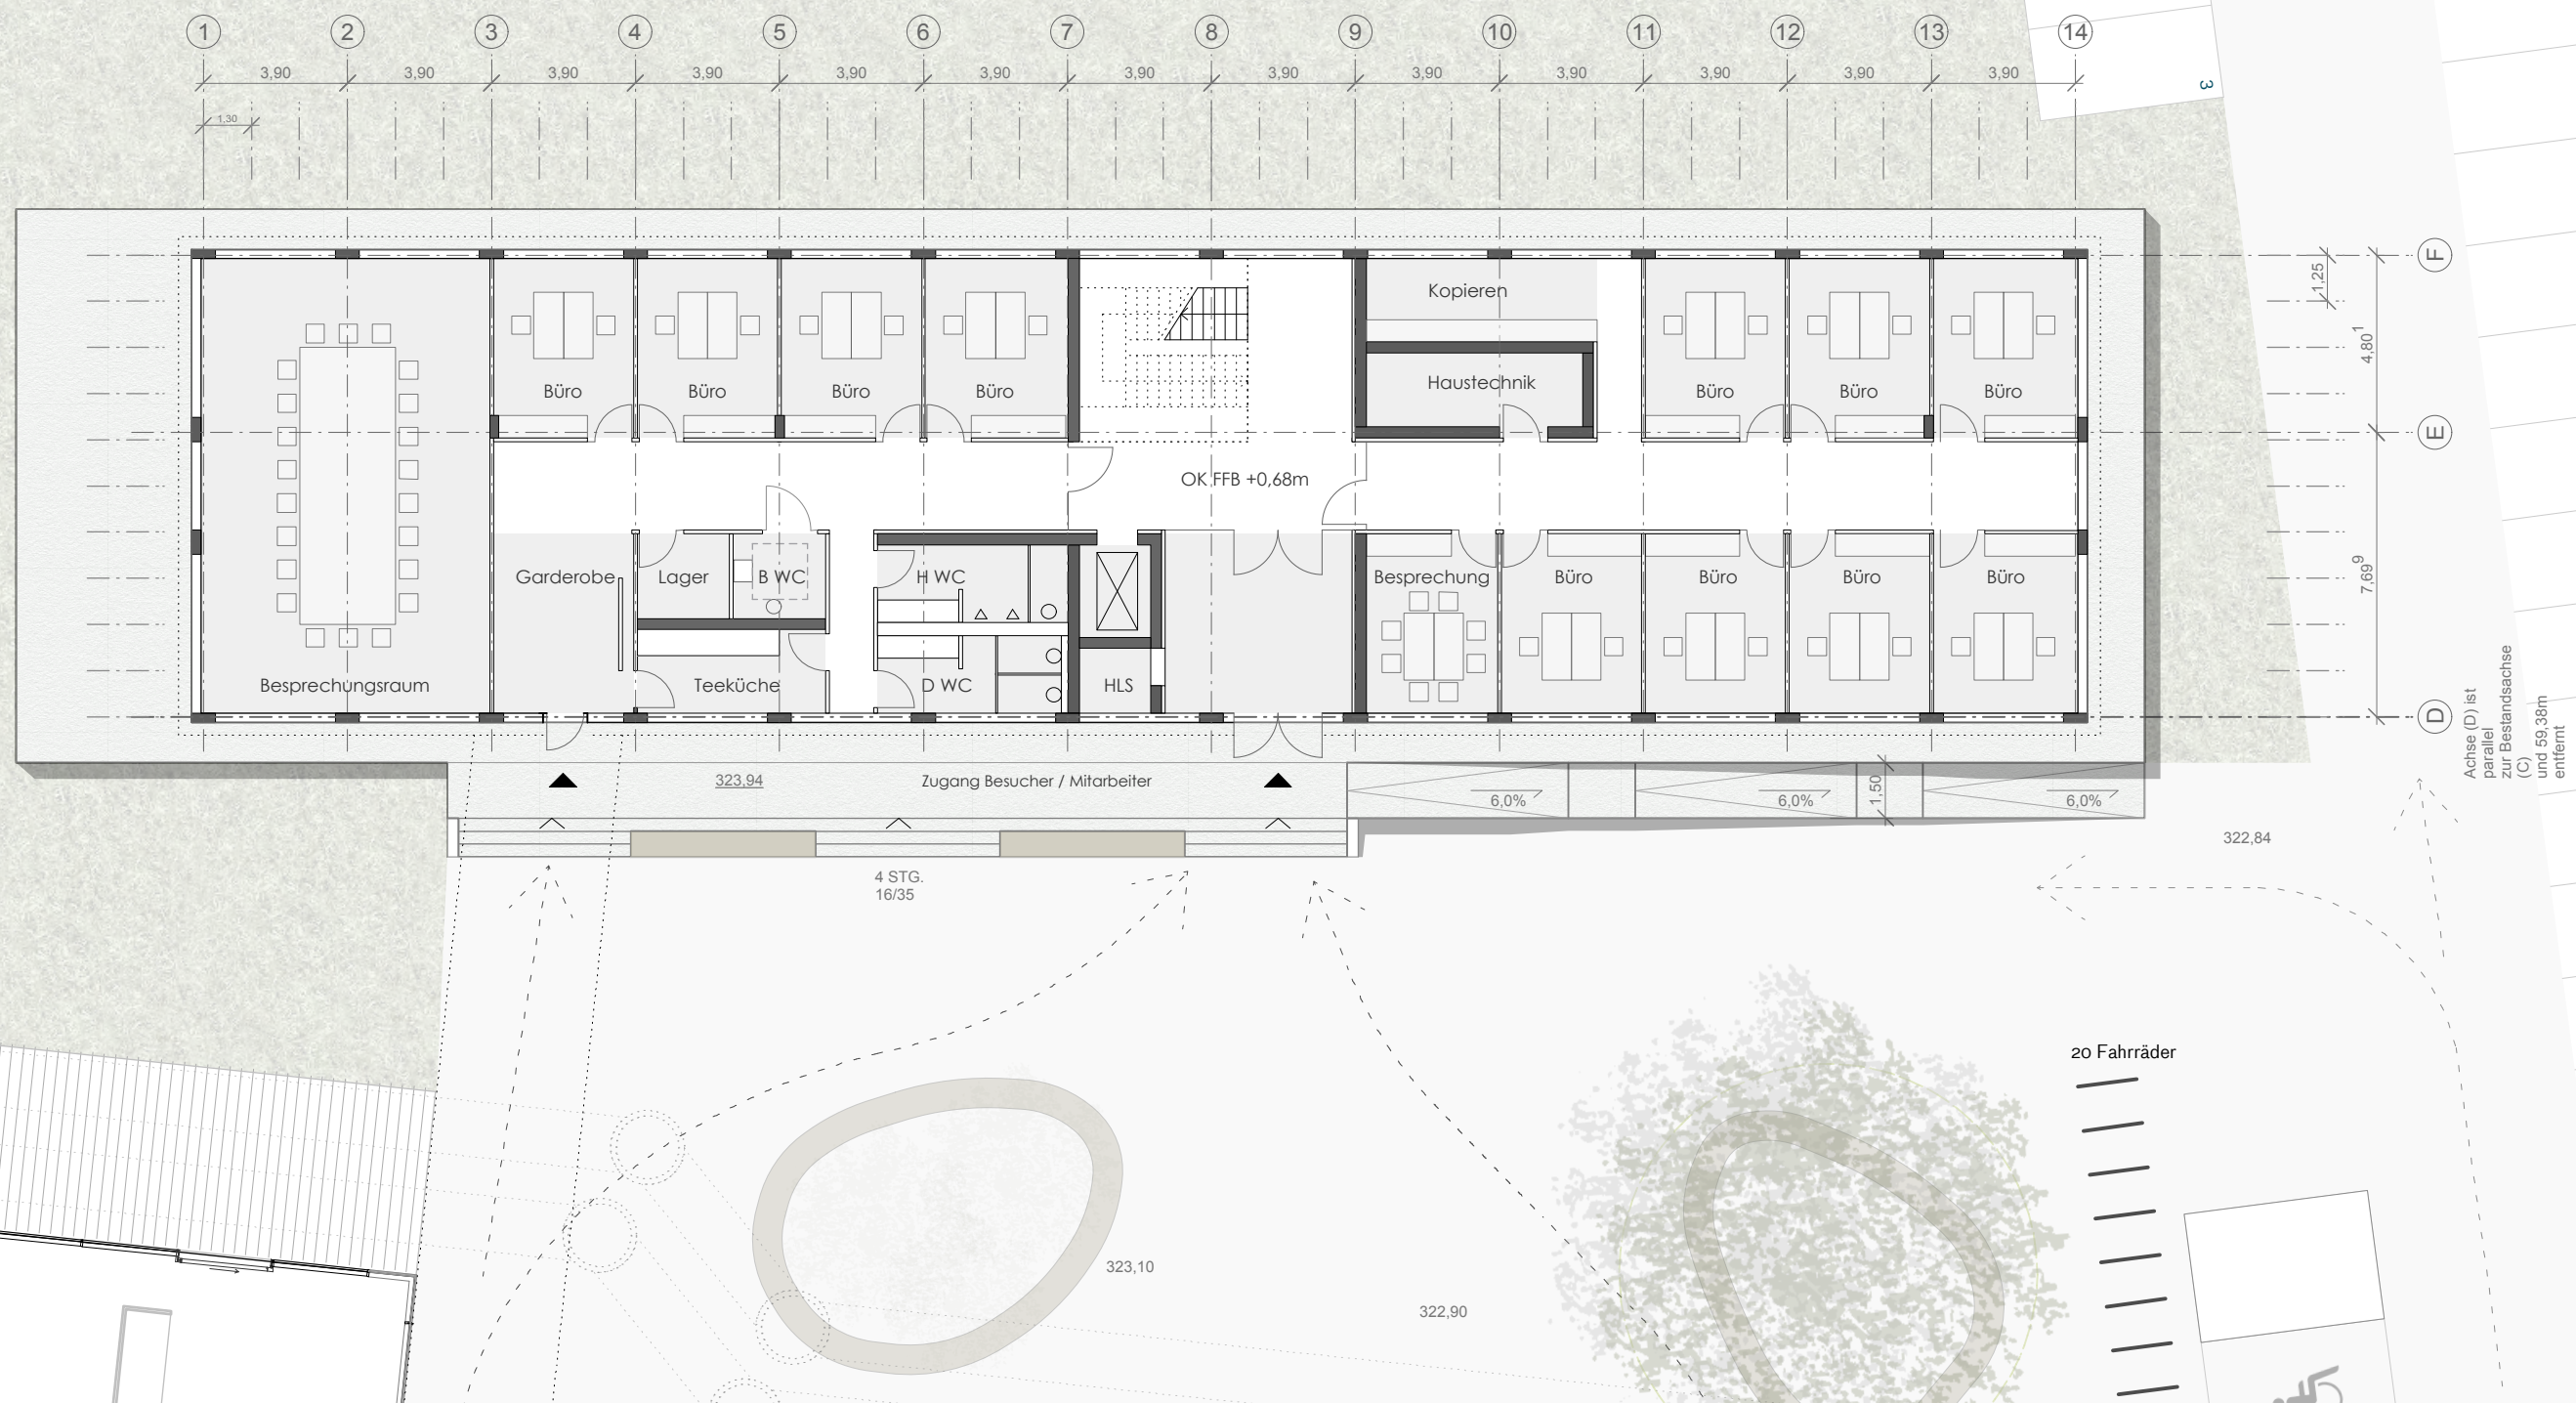 1 2 3 4 5 6 7 8 9 10 11 12 13 14
3,90 3,90 3,90 3,90 3,90 3,90 3,90 3,90 3,90 3,90 3,90 3,90 3,90
3
1,30
F
1,25
4,80¹
Kopieren
Haustechnik
Büro Büro Büro Büro Büro Büro Büro
E
OK FFB +0,68m
7,69⁹
Garderobe Lager B WC H WC Besprechung Büro Büro Büro Büro
Besprechungsraum Teeküche D WC HLS
D
Achse (D) ist
parallel
zur Bestandsachse
(C)
und 59,38m
entfernt
323,94 Zugang Besucher / Mitarbeiter
6,0% 6,0% 1,50 6,0%
322,84
4 STG.
16/35
20 Fahrräder
323,10
322,90